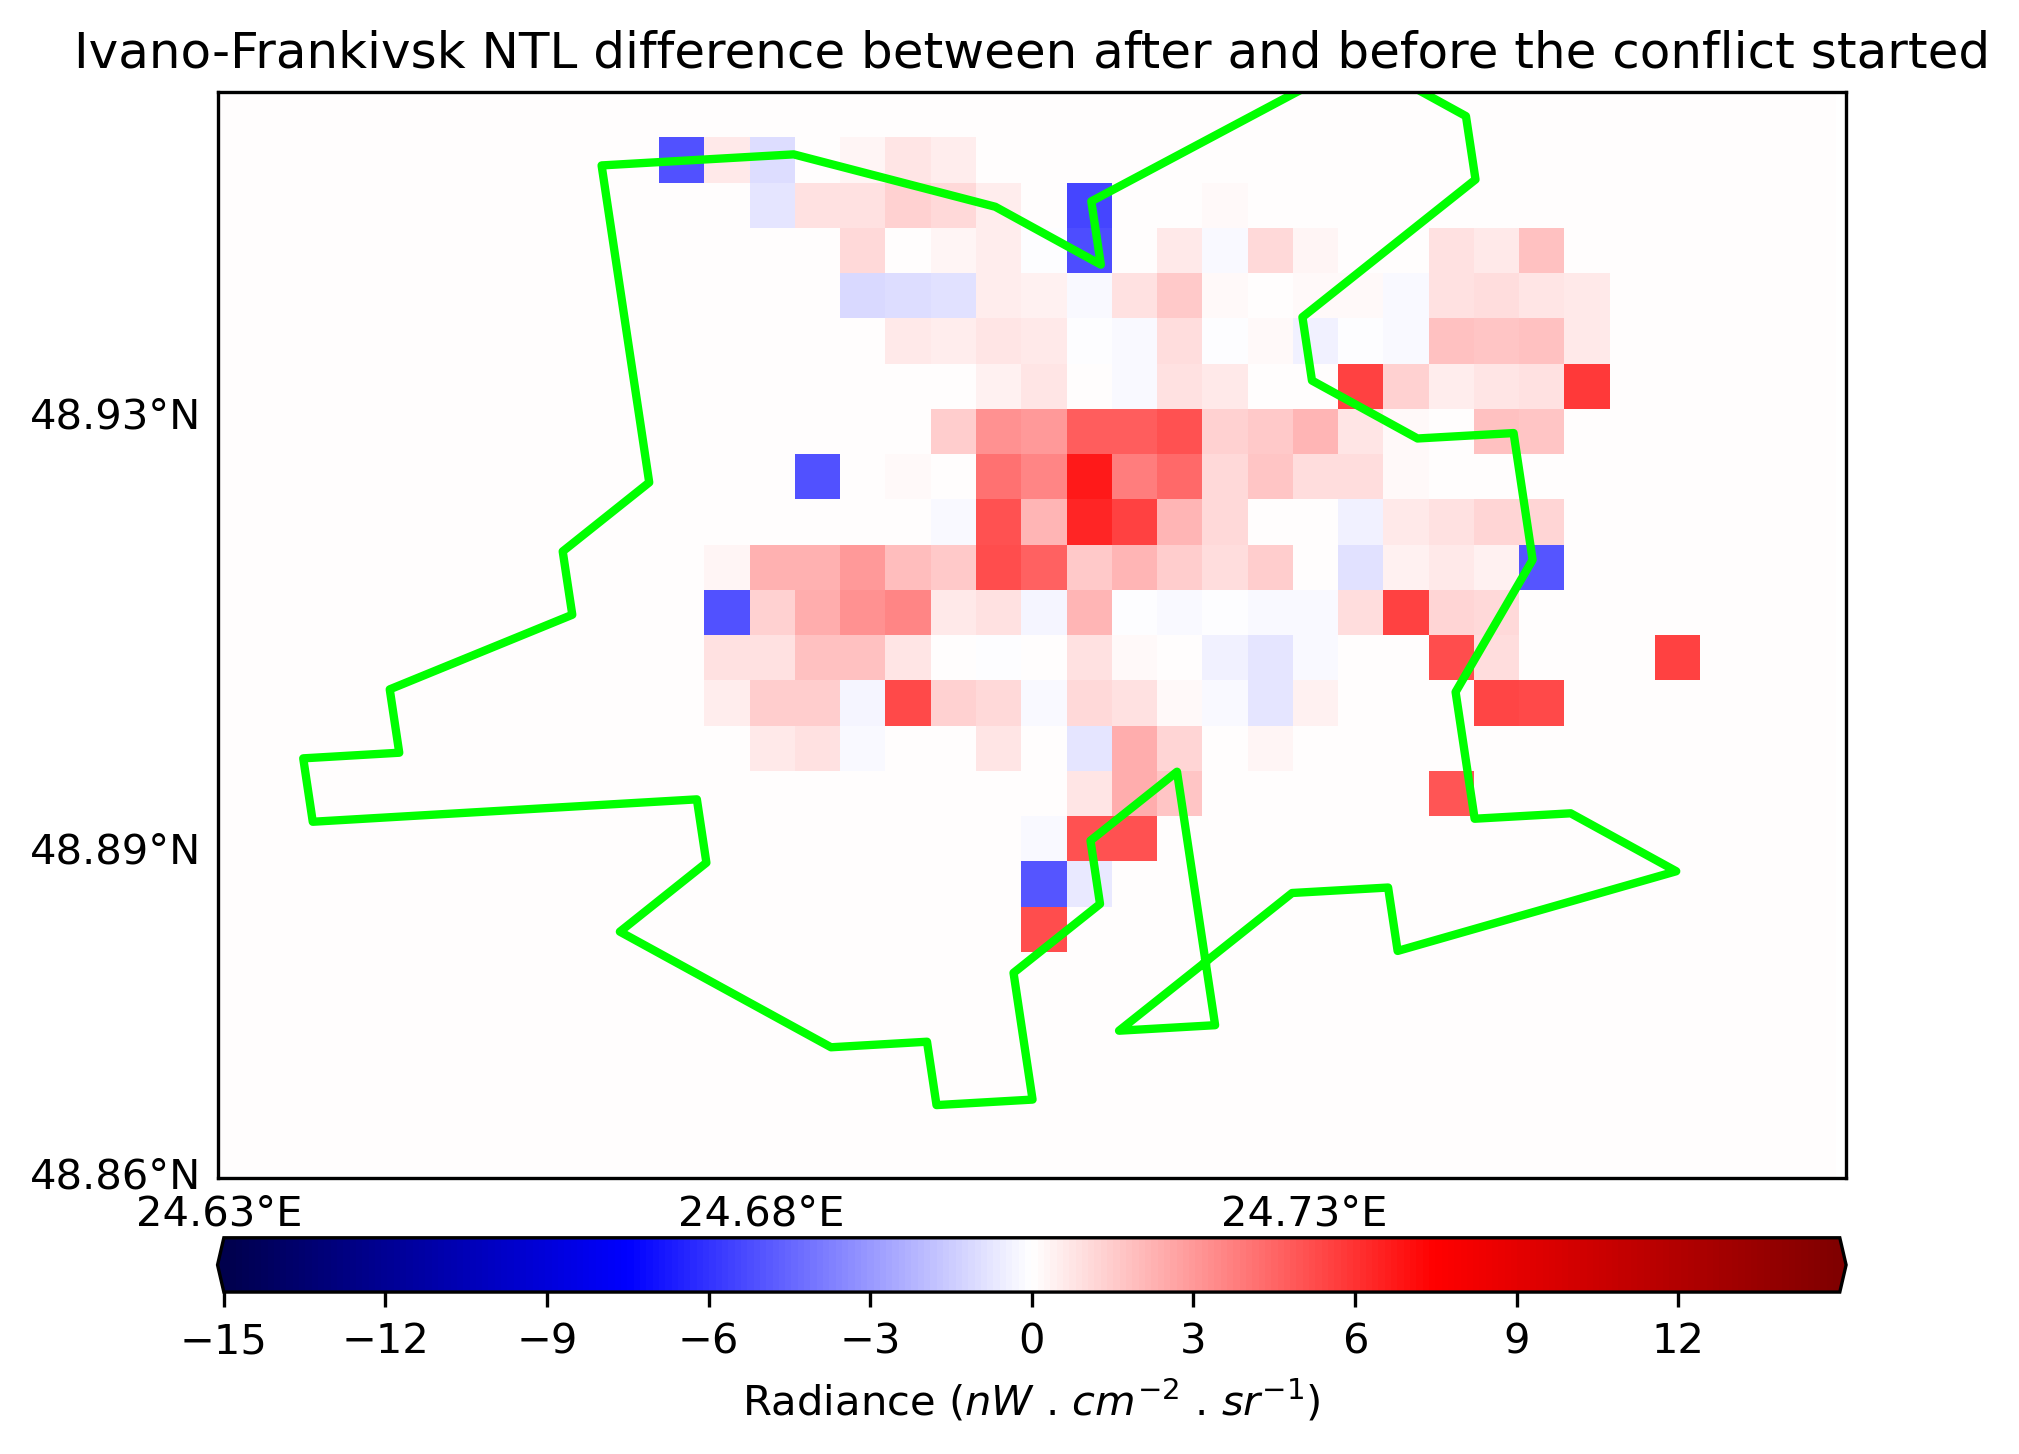 Ivano-Frankivsk NTL difference between after and before the conflict started
48.93°N
48.89°N
48.86°N
24.63°E 24.68°E 24.73°E
−15 −12 −9 −6 −3 0 3 6 9 12
Radiance (nW . cm⁻² . sr⁻¹)